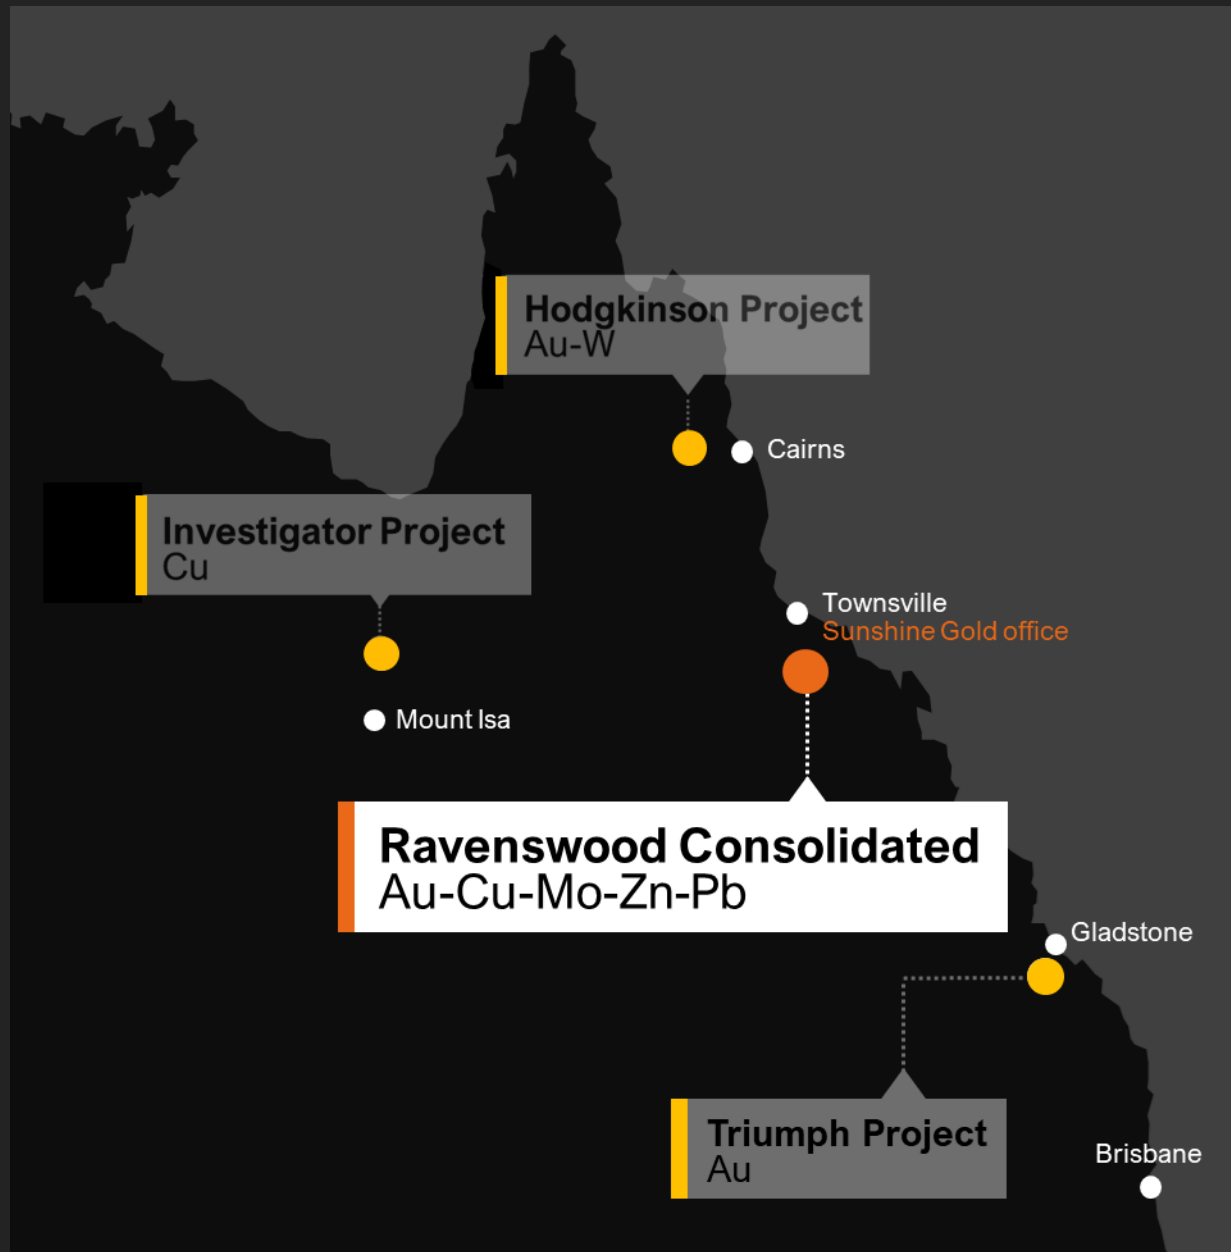 Hodgkinson Project
Au-W
Cairns
Investigator Project
Cu
Townsville
Sunshine Gold office
Mount Isa
Ravenswood Consolidated
Au-Cu-Mo-Zn-Pb
Gladstone
Triumph Project
Au
Brisbane